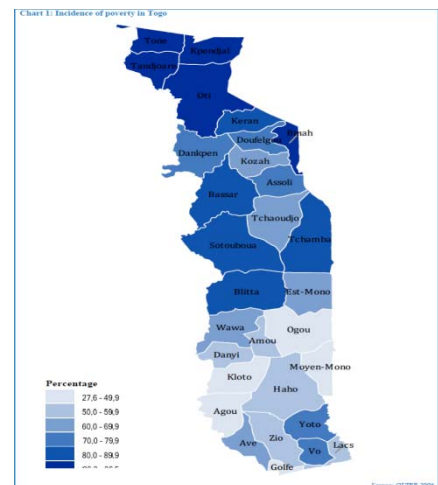 Chart 1: Incidence of poverty in Togo
Tone
Kpendjal
Tandjoern
Oti
Keran
Doufelgou
Binah
Dankpen
Kozah
Assoli
Bassar
Tchaoudjo
Sotouboua
Tchamba
Blitta
Est-Mono
Wawa
Ogou
Amou
Danyi
Moyen-Mono
Kloto
Haho
Agou
Yoto
Zio
Lacs
Ave
Vo
Golfe
Percentage
27,6 - 49,9
50,0 - 59,9
60,0 - 69,9
70,0 - 79,9
80,0 - 89,9